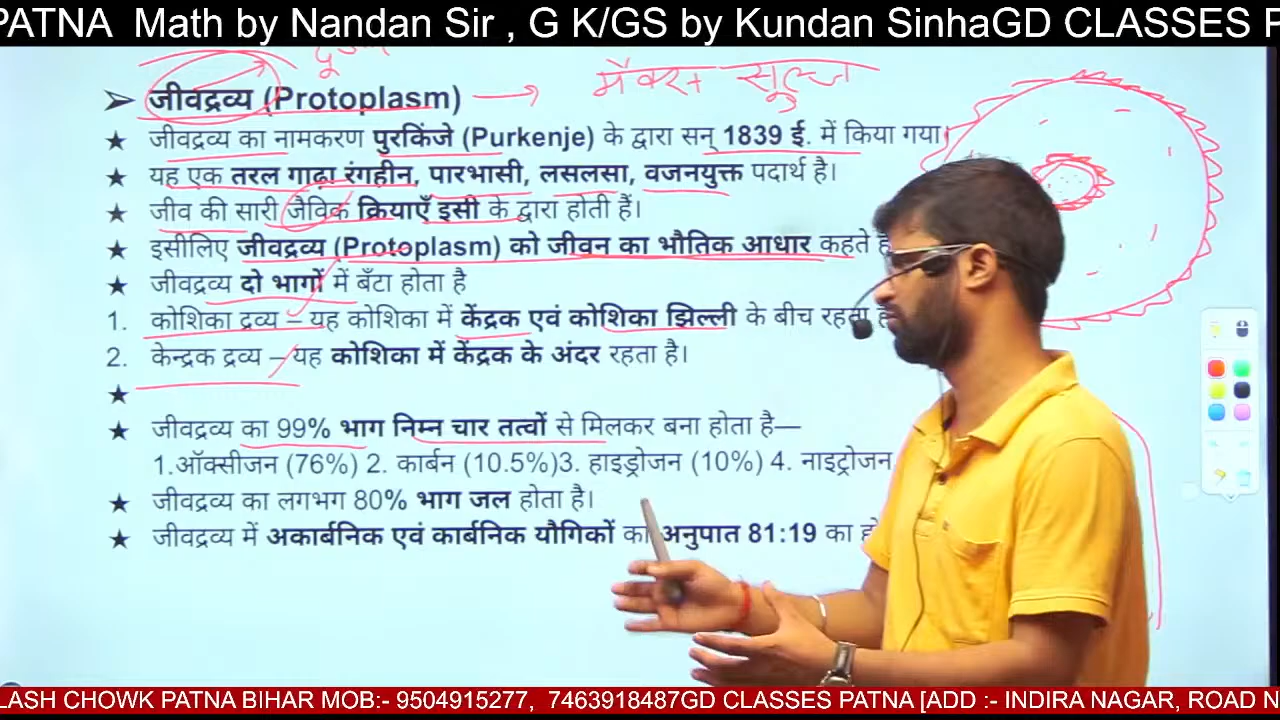 PATNA Math by Nandan Sir , G K/GS by Kundan SinhaGD CLASSES P
➢ जीवद्रव्य (Protoplasm)
★ जीवद्रव्य का नामकरण पुरकिंजे (Purkenje) के द्वारा सन् 1839 ई. में किया गया।
★ यह एक तरल गाढ़ा रंगहीन, पारभासी, लसलसा, वजनयुक्त पदार्थ है।
★ जीव की सारी जैविक क्रियाएँ इसी के द्वारा होती हैं।
★ इसीलिए जीवद्रव्य (Protoplasm) को जीवन का भौतिक आधार कहते
★ जीवद्रव्य दो भागों में बँटा होता है
1. कोशिका द्रव्य – यह कोशिका में केंद्रक एवं कोशिका झिल्ली के बीच रहता
2. केन्द्रक द्रव्य – यह कोशिका में केंद्रक के अंदर रहता है।
★
★ जीवद्रव्य का 99% भाग निम्न चार तत्वों से मिलकर बना होता है—
1.ऑक्सीजन (76%) 2. कार्बन (10.5%)3. हाइड्रोजन (10%) 4. नाइट्रोजन
★ जीवद्रव्य का लगभग 80% भाग जल होता है।
★ जीवद्रव्य में अकार्बनिक एवं कार्बनिक यौगिकों का अनुपात 81:19 का
LASH CHOWK PATNA BIHAR MOB:- 9504915277, 7463918487GD CLASSES PATNA [ADD :- INDIRA NAGAR, ROAD N